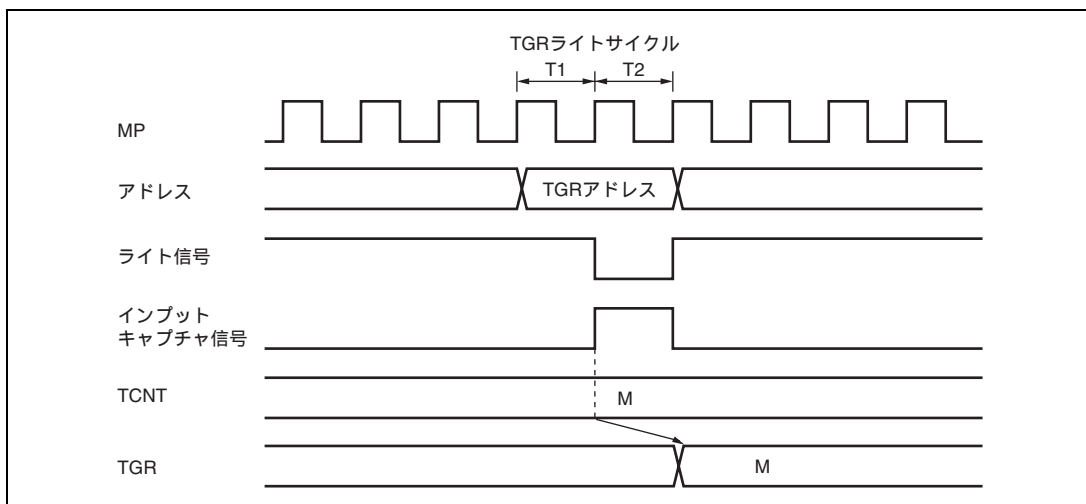 TGRライトサイクル
T1 T2
MP
アドレス TGRアドレス
ライト信号
インプット
キャプチャ信号
TCNT M
TGR M